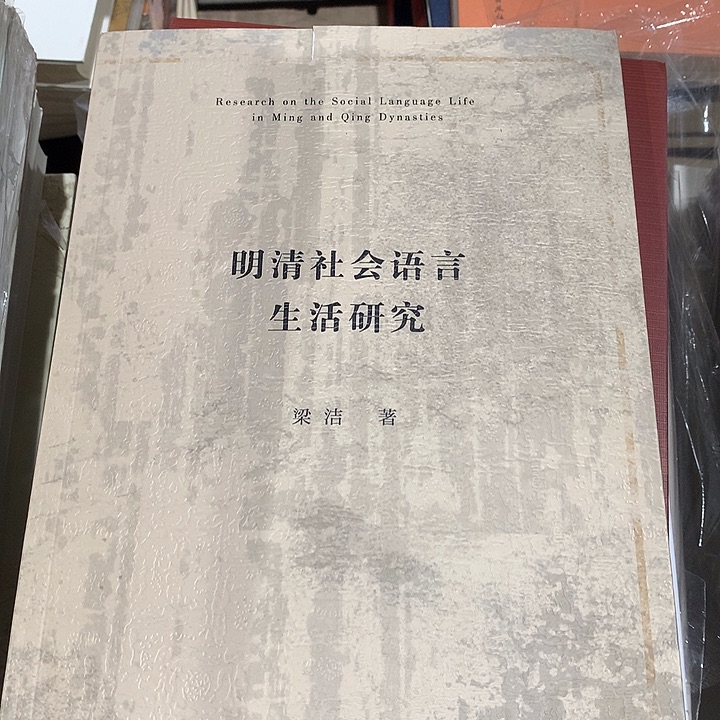 Research on the Social Language Life
in Ming and Qing Dynasties
明清社会语言
生活研究
梁洁 著